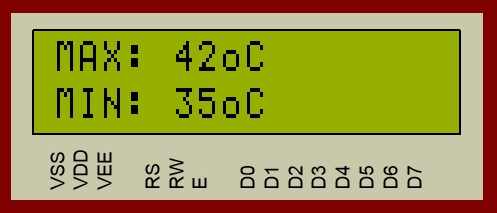 MAX: 42oC
MIN: 35oC
VSS VDD VEE RS RW E D0 D1 D2 D3 D4 D5 D6 D7